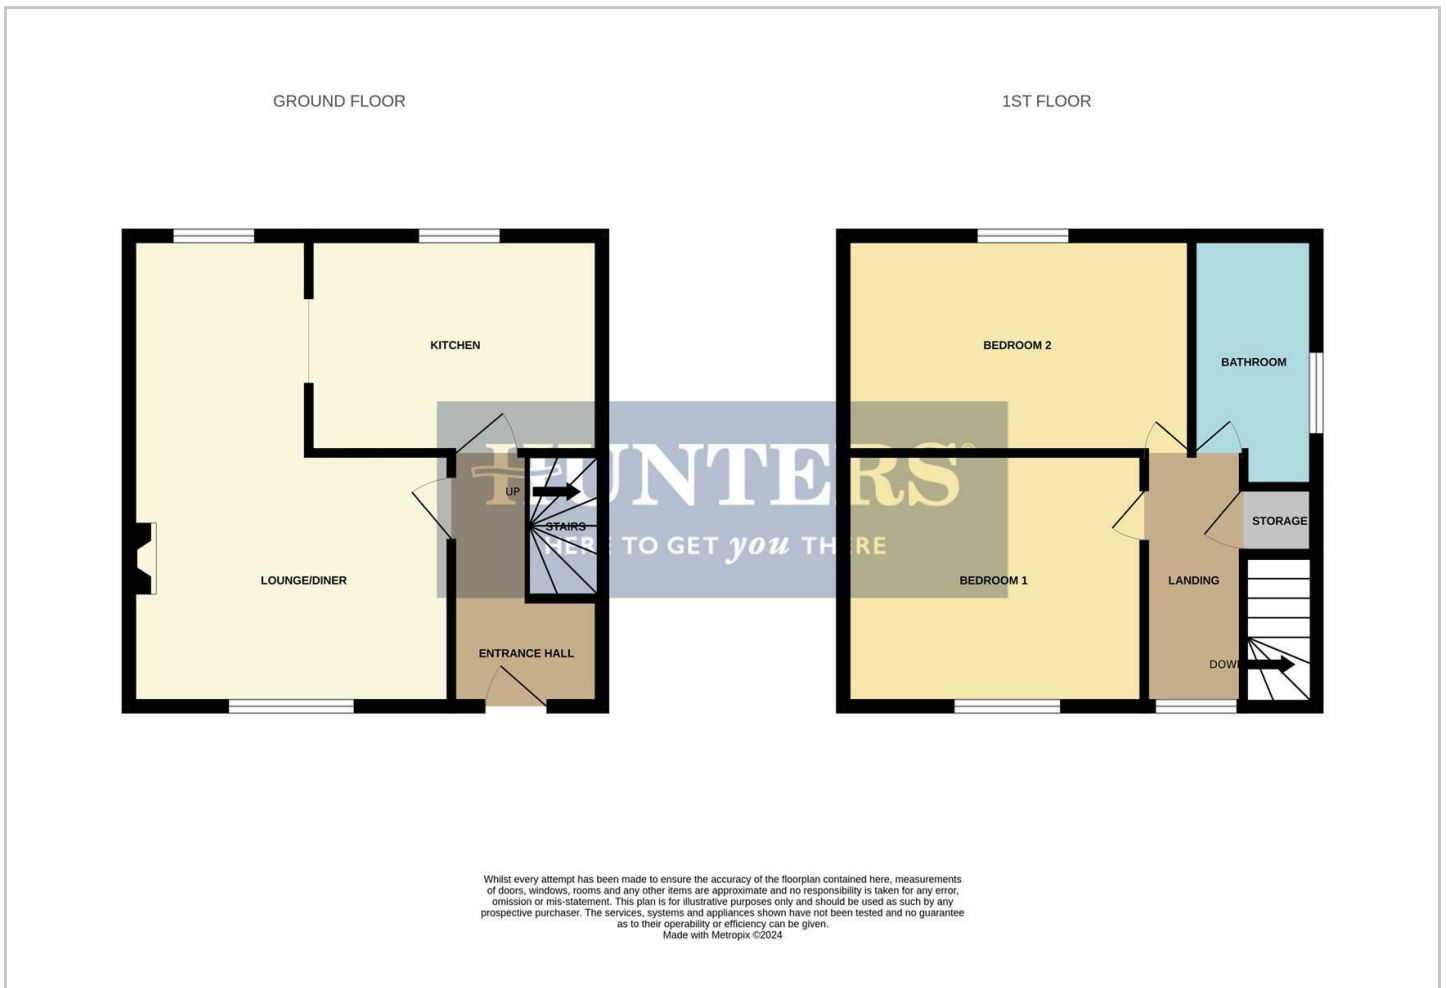 GROUND FLOOR
1ST FLOOR
KITCHEN
UP
STAIRS
LOUNGE/DINER
ENTRANCE HALL
BEDROOM 2
BATHROOM
STORAGE
BEDROOM 1
LANDING
DOWN
HUNTERS®
HERE TO GET you THERE
Whilst every attempt has been made to ensure the accuracy of the floorplan contained here, measurements
of doors, windows, rooms and any other items are approximate and no responsibility is taken for any error,
omission or mis-statement. This plan is for illustrative purposes only and should be used as such by any
prospective purchaser. The services, systems and appliances shown have not been tested and no guarantee
as to their operability or efficiency can be given.
Made with Metropix ©2024